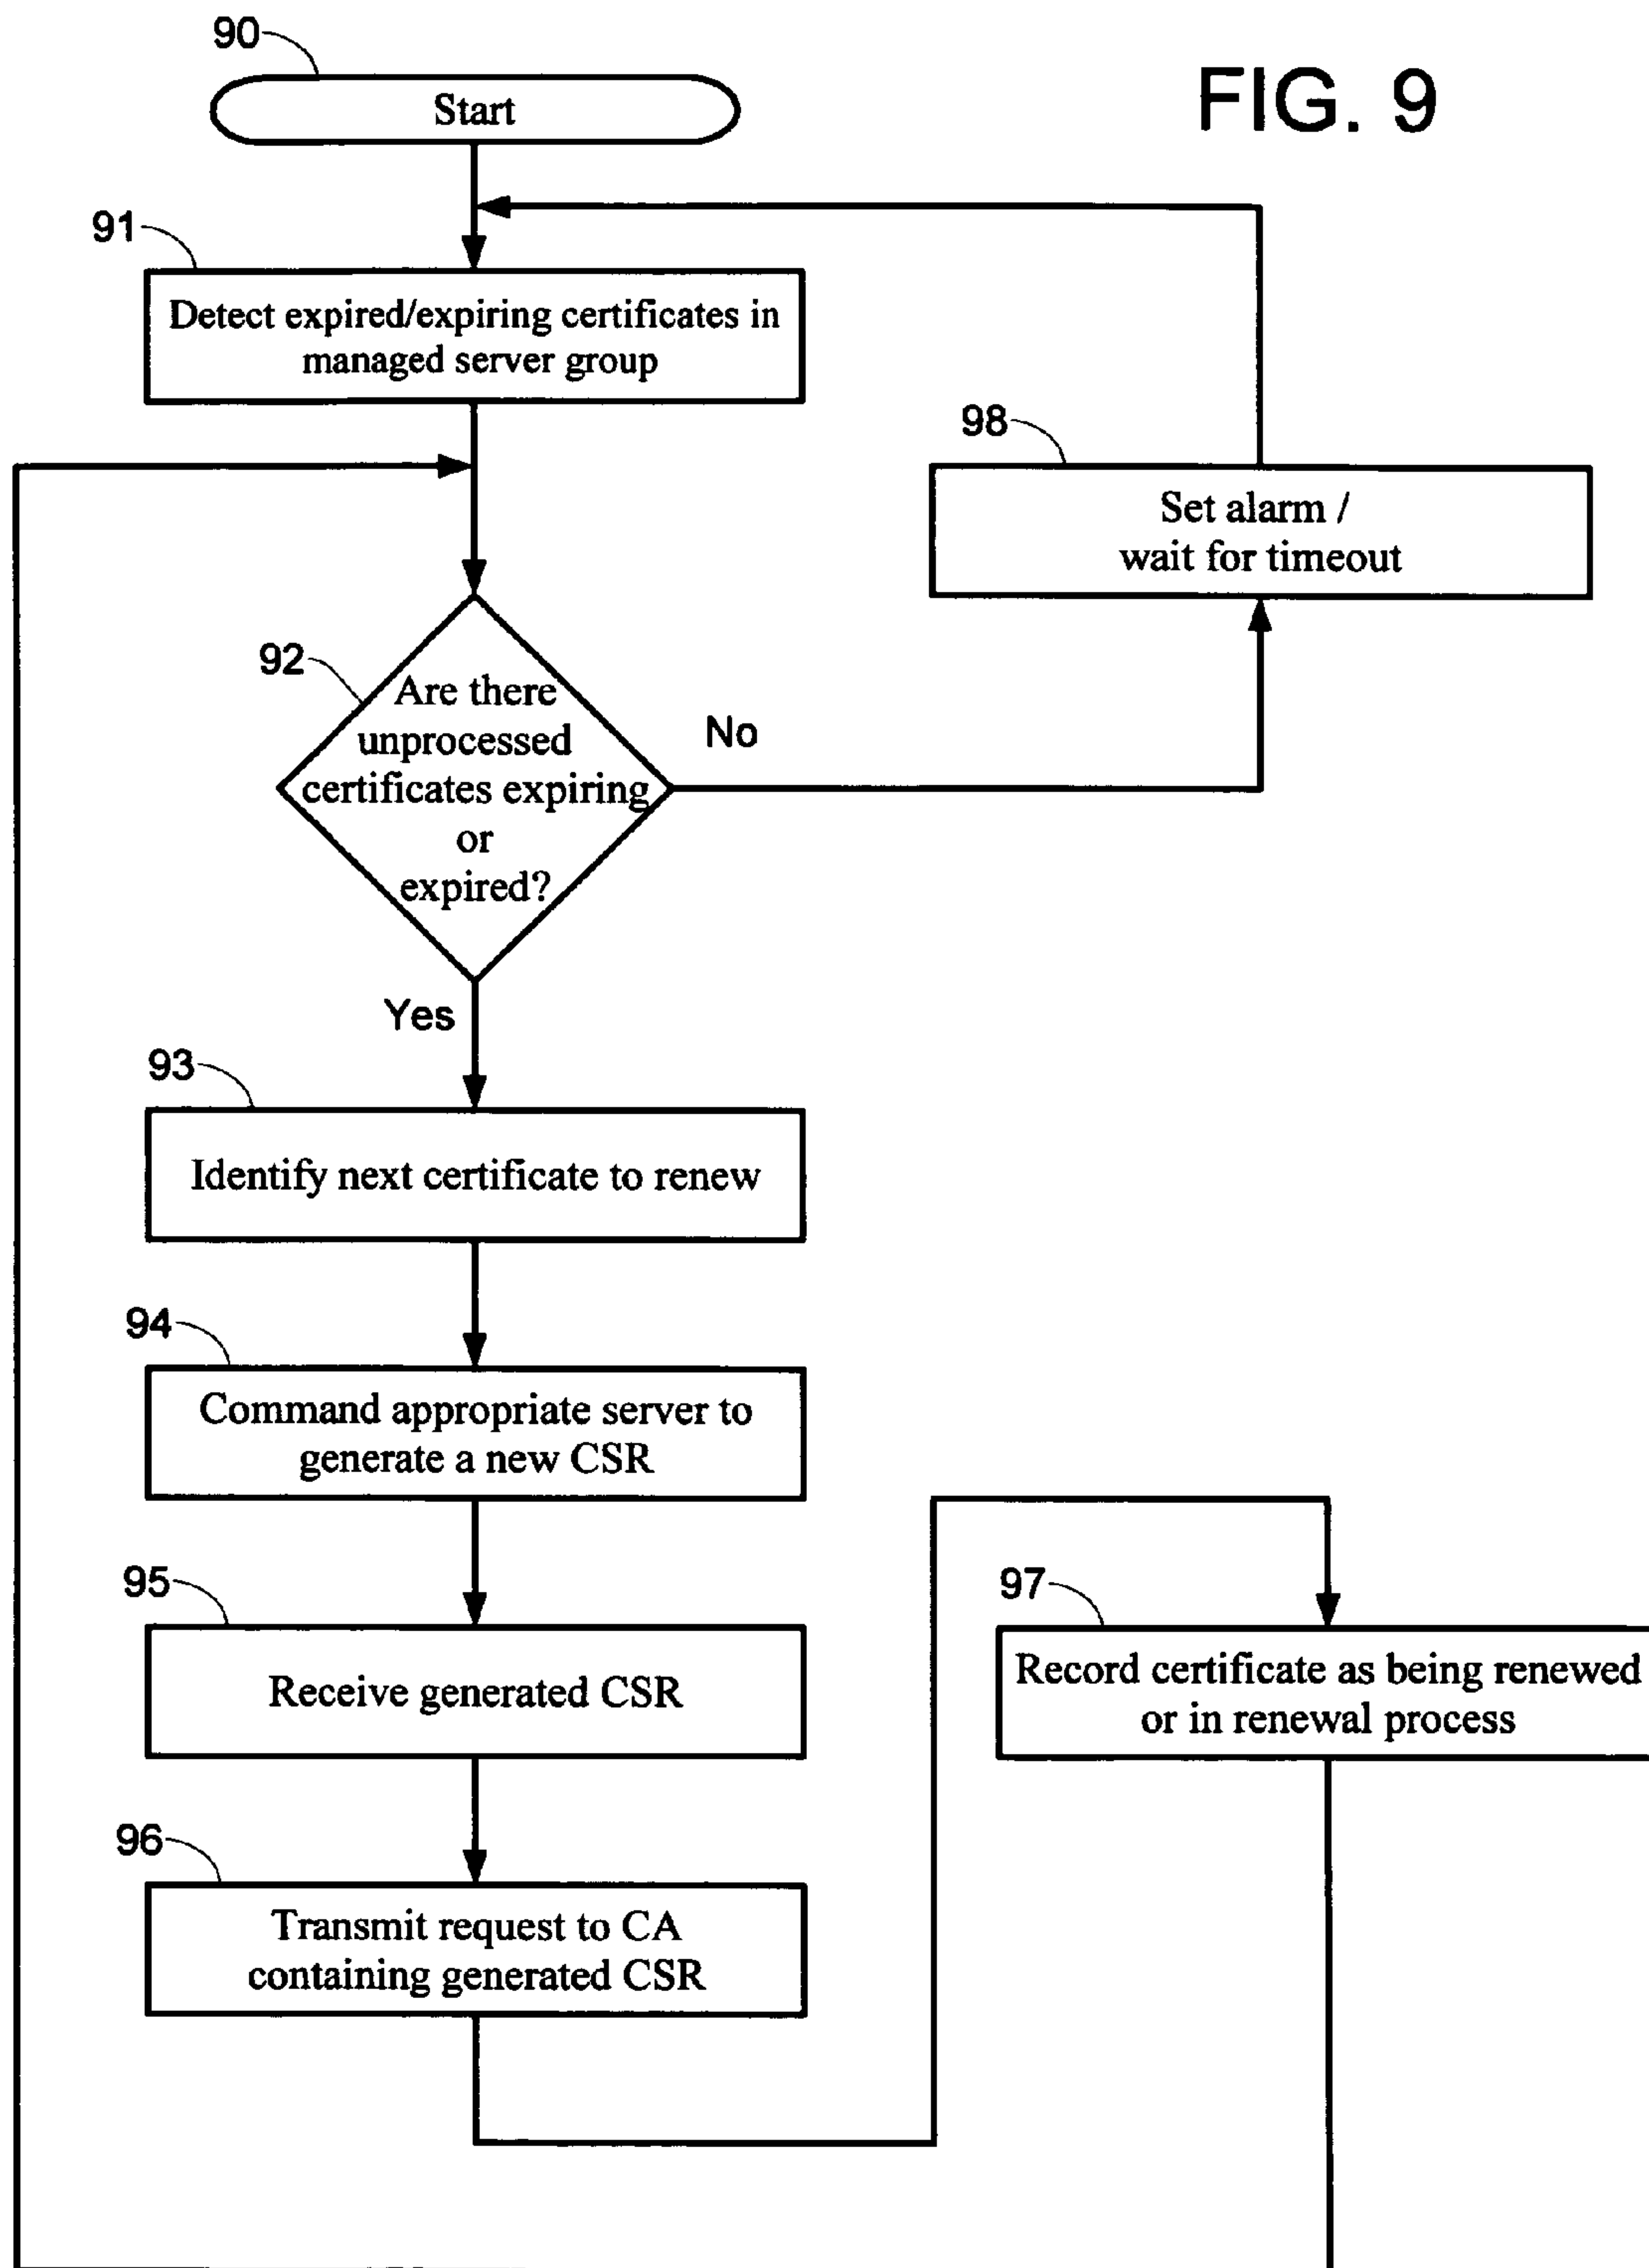 90
Start
FIG. 9
91
Detect expired/expiring certificates in
managed server group
98
Set alarm /
wait for timeout
92
Are there
unprocessed
certificates expiring
or
expired?
No
Yes
93
Identify next certificate to renew
94
Command appropriate server to
generate a new CSR
95
Receive generated CSR
97
Record certificate as being renewed
or in renewal process
96
Transmit request to CA
containing generated CSR